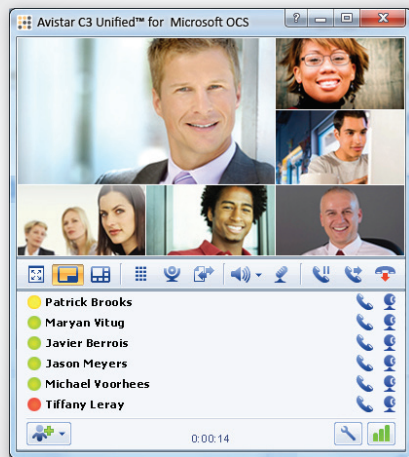 Avistar C3 Unified™ for Microsoft OCS
Patrick Brooks
Maryan Vitug
Javier Berrois
Jason Meyers
Michael Voorhees
Tiffany Leray
0:00:14